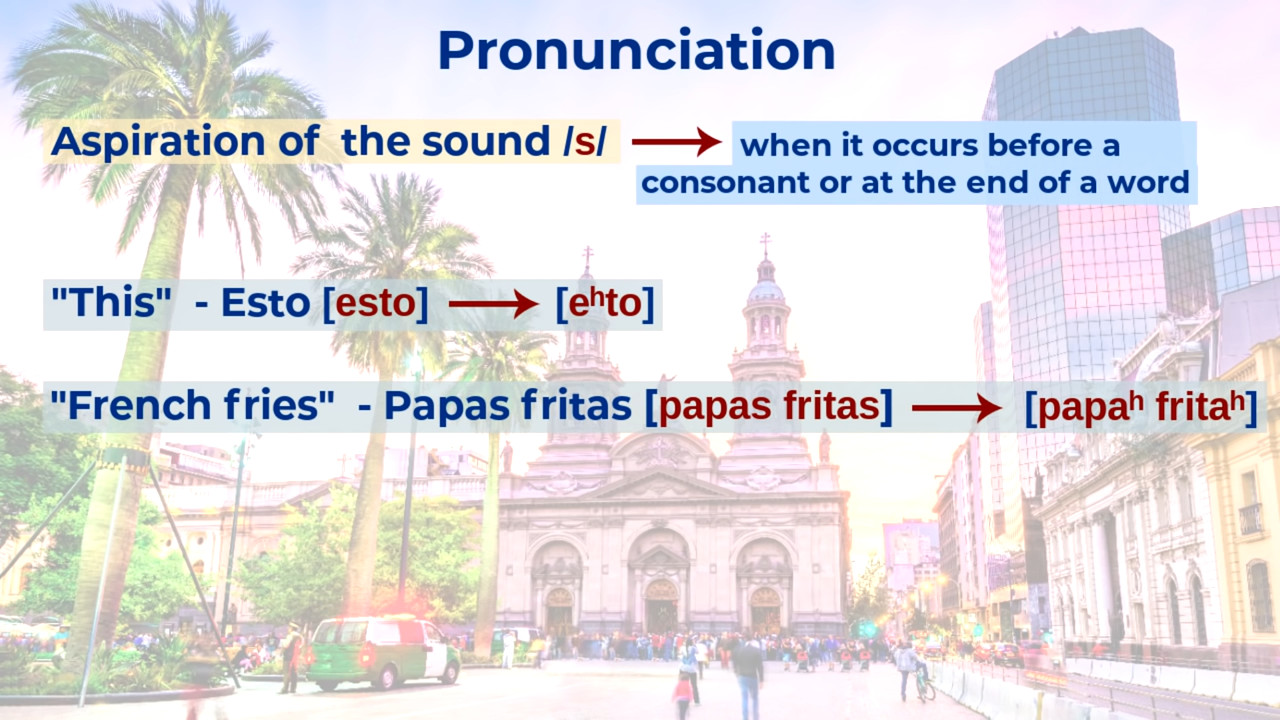 Pronunciation
Aspiration of the sound /s/ when it occurs before a
consonant or at the end of a word
"This" - Esto [esto] [eʰto]
"French fries" - Papas fritas [papas fritas] [papaʰ fritaʰ]